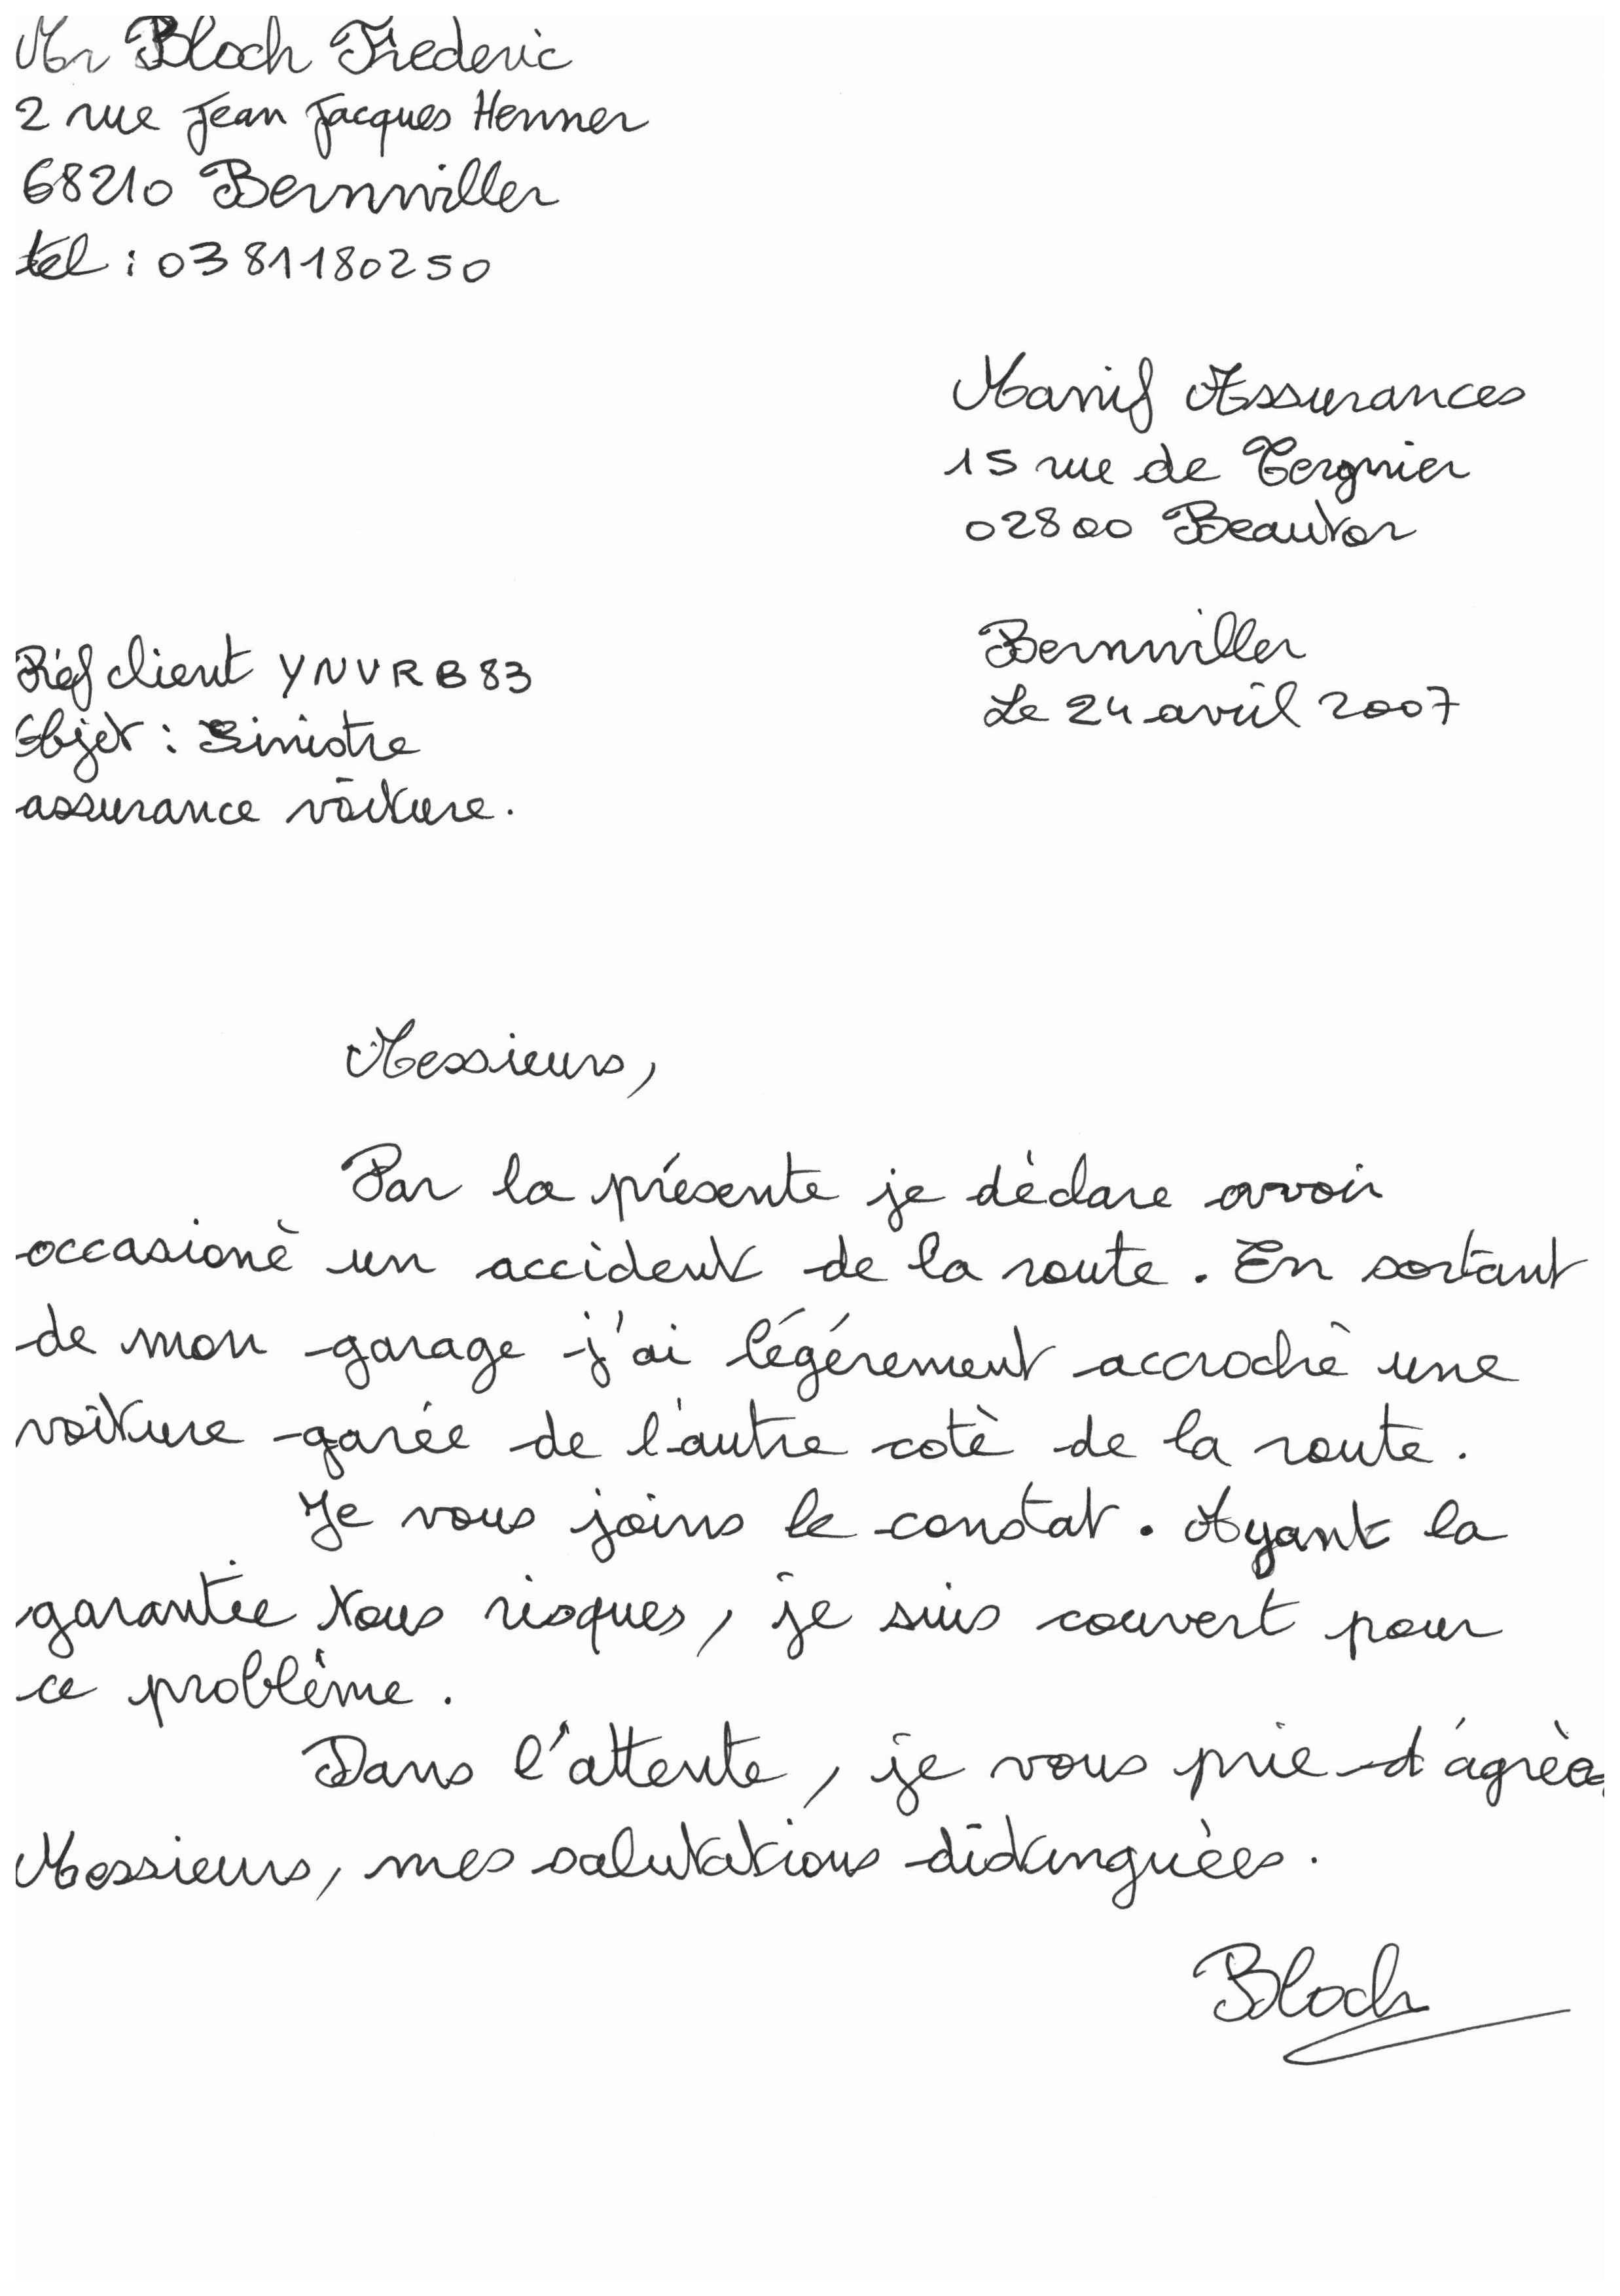 Mr Bloch Frederic
2 rue Jean Jacques Henner
68210 Bernwiller
tel : 03 81180250
Manif Assurances
15 rue de Tergnier
02800 Beautor
Bernwiller
Le 24 avril 2007
Réf client YNVRB83
Objet : Sinistre
assurance voiture.
Messieurs,
Par la présente je déclare avoir
occasioné un accident de la route. En sortant
de mon garage j'ai légérement accroché une
voiture garée de l'autre coté de la route.
Je vous joins le constat. Ayant la
garantie tous risques, je suis couvert pour
ce problème.
Dans l'attente, je vous prie d'agrée
Messieurs, mes salutations distinguées.
Bloch